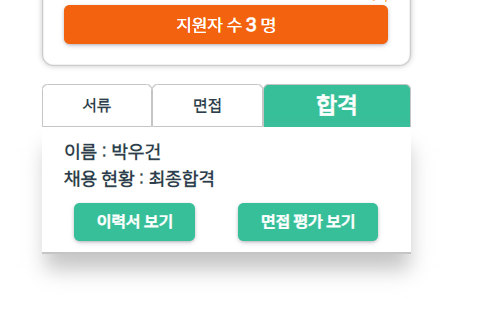 지원자 수 3 명
서류
면접
합격
이름 : 박우건
채용 현황 : 최종합격
이력서 보기
면접 평가 보기